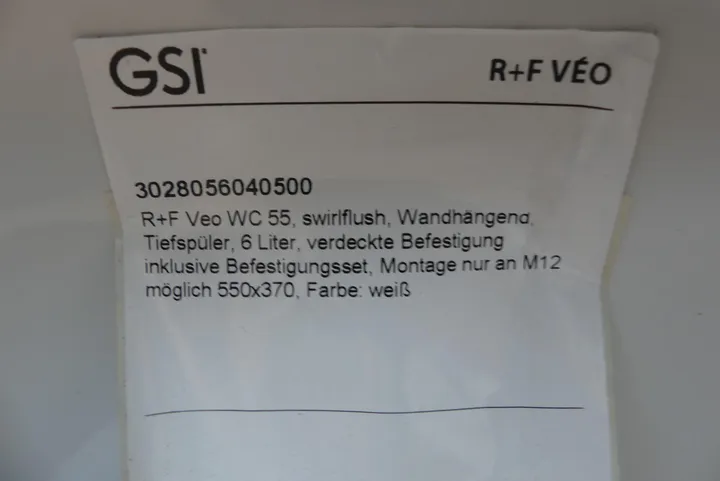 GSI
R+F VÉO
3028056040500
R+F Veo WC 55, swirlflush, Wandhängend,
Tiefspüler, 6 Liter, verdeckte Befestigung
inklusive Befestigungsset, Montage nur an M12
möglich 550x370, Farbe: weiß